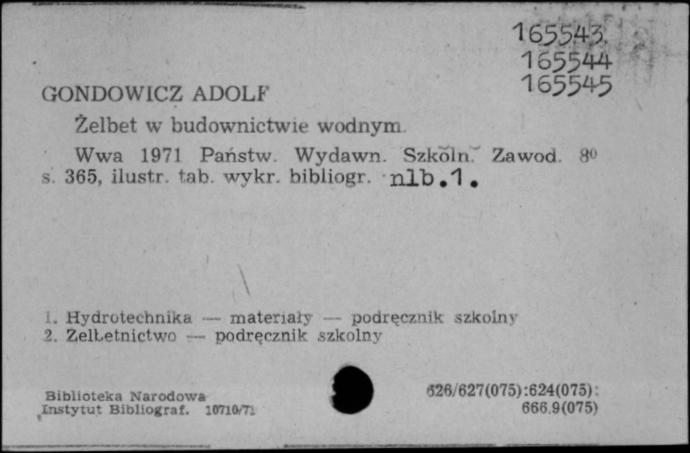 165543
165544
165545
GONDOWICZ ADOLF
Żelbet w budownictwie wodnym.
Wwa 1971 Państw. Wydawn. Szkoln. Zawod. 8º
s. 365, ilustr. tab. wykr. bibliogr. nlb.1.
1. Hydrotechnika — materiały — podręcznik szkolny
2. Żelbetnictwo — podręcznik szkolny
Biblioteka Narodowa
Instytut Bibliograf. 10710/71
626/627(075):624(075):
666.9(075)